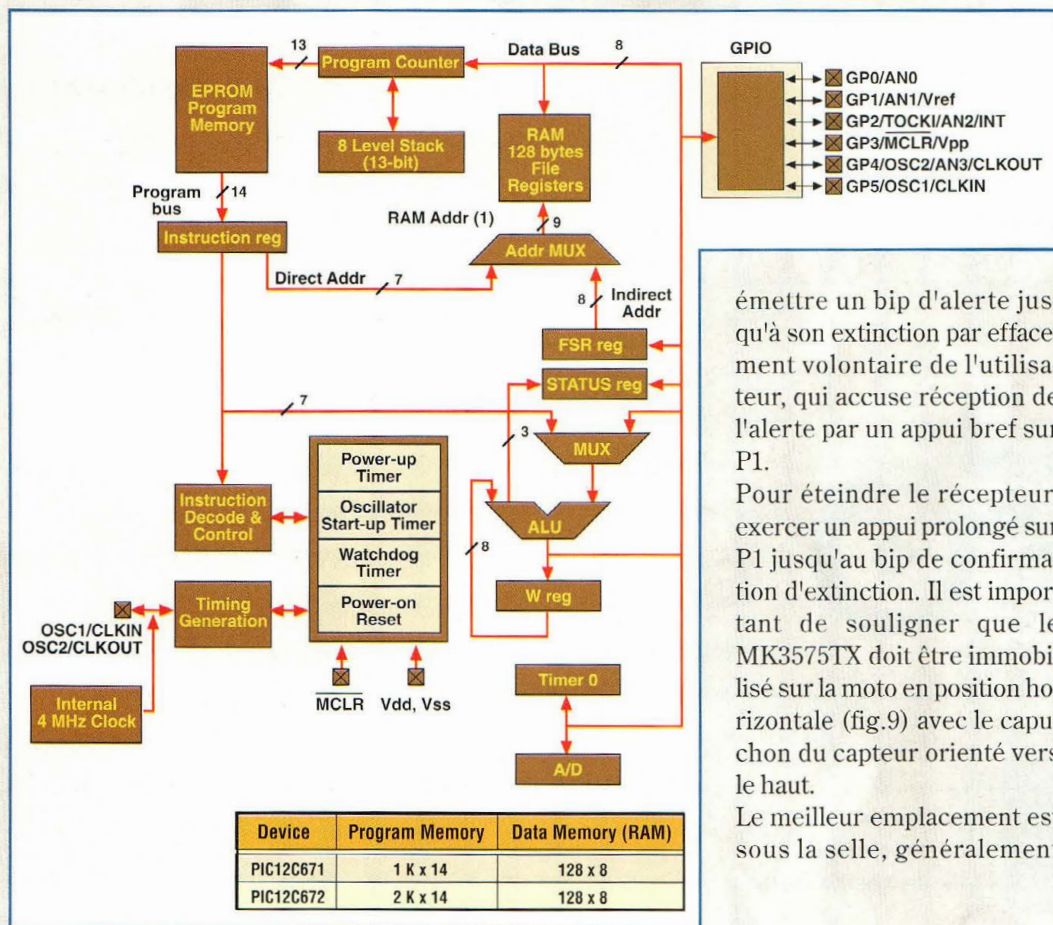 13
Data Bus
8
GPIO
EPROM
Program
Memory
Program Counter
8 Level Stack
(13-bit)
RAM
128 bytes
File
Registers
GP0/AN0
GP1/AN1/Vref
GP2/TOCKI/AN2/INT
GP3/MCLR/Vpp
GP4/OSC2/AN3/CLKOUT
GP5/OSC1/CLKIN
Program
bus
14
RAM Addr (1)
9
Instruction reg
Addr MUX
Direct Addr
7
8
Indirect
Addr
FSR reg
STATUS reg
7
3
MUX
Power-up
Timer
Oscillator
Start-up Timer
Watchdog
Timer
Power-on
Reset
Instruction
Decode &
Control
ALU
8
W reg
Timing
Generation
OSC1/CLKIN
OSC2/CLKOUT
Internal
4 MHz Clock
MCLR
Vdd, Vss
Timer 0
A/D
Device Program Memory Data Memory (RAM)
PIC12C671 1 K x 14 128 x 8
PIC12C672 2 K x 14 128 x 8
émettre un bip d'alerte jus
qu'à son extinction par efface
ment volontaire de l'utilisa
teur, qui accuse réception de
l'alerte par un appui bref sur
P1.
Pour éteindre le récepteur
exercer un appui prolongé sur
P1 jusqu'au bip de confirma
tion d'extinction. Il est impor
tant de souligner que le
MK3575TX doit être immobi
lisé sur la moto en position ho
rizontale (fig.9) avec le capu
chon du capteur orienté vers
le haut.
Le meilleur emplacement est
sous la selle, généralement